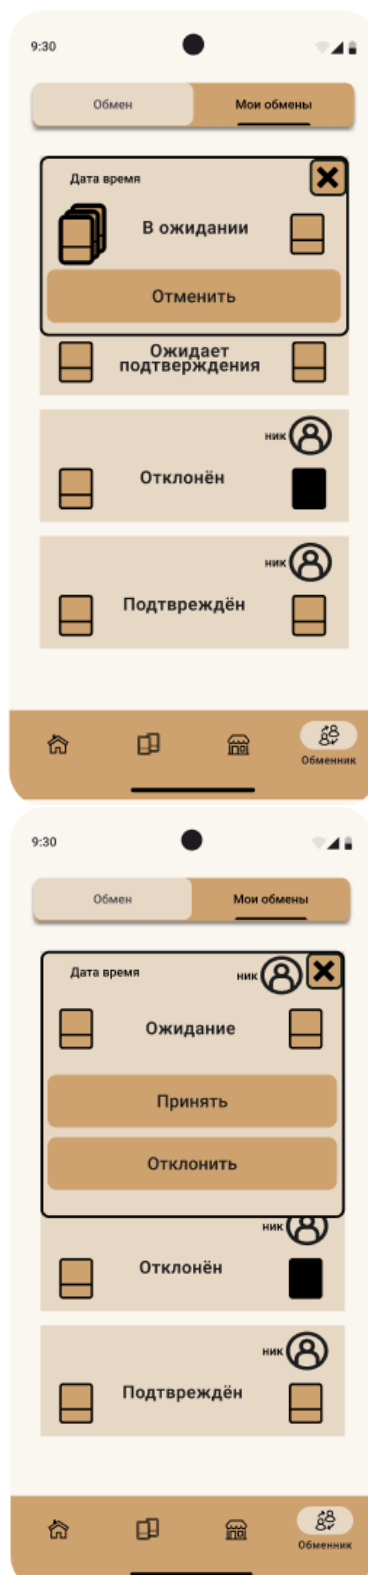 9:30
Обмен
Мои обмены
Дата время
В ожидании
Отменить
Ожидает
подтверждения
ник
Отклонён
ник
Подтвреждён
Обменник
9:30
Обмен
Мои обмены
Дата время
ник
Ожидание
Принять
Отклонить
ник
Отклонён
ник
Подтвреждён
Обменник